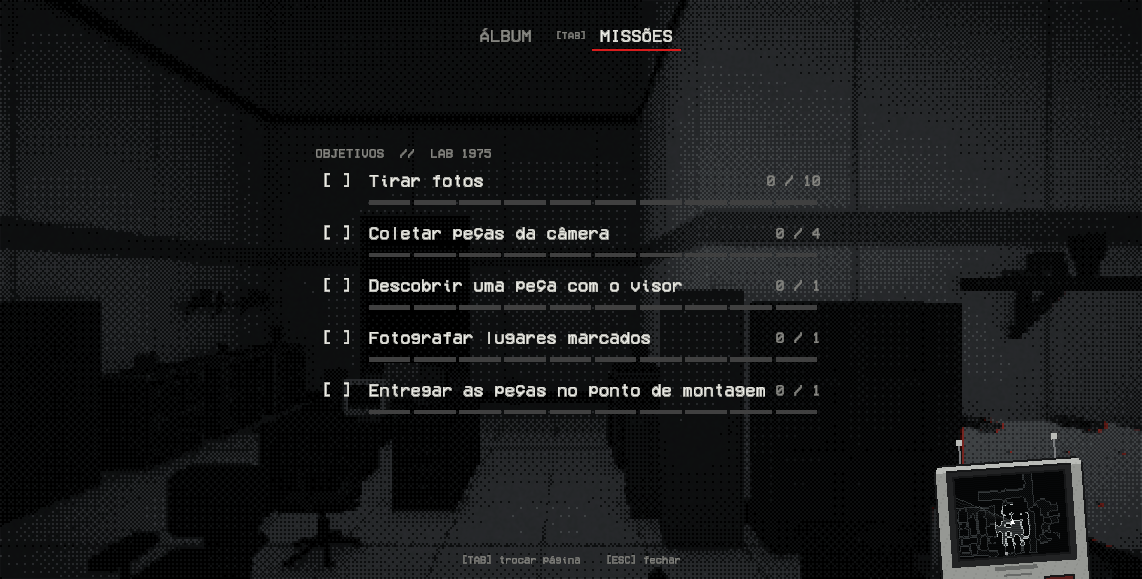 ÁLBUM [TAB] MISSÕES
OBJETIVOS // LAB 1975
[ ] Tirar fotos 0 / 10
[ ] Coletar peças da câmera 0 / 4
[ ] Descobrir uma peça com o visor 0 / 1
[ ] Fotografar lugares marcados 0 / 1
[ ] Entregar as peças no ponto de montagem 0 / 1
[TAB] trocar página [ESC] fechar